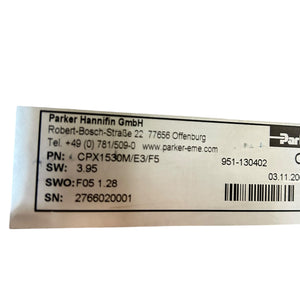 Parker Hannifin GmbH
Robert-Bosch-Straße 22 77656 Offenburg
Tel. +49 (0) 781/509-0 www.parker-eme.com
PN: CPX1530M/E3/F5 951-130402
SW: 3.95 03.11.20
SWO: F05 1.28
SN: 2766020001